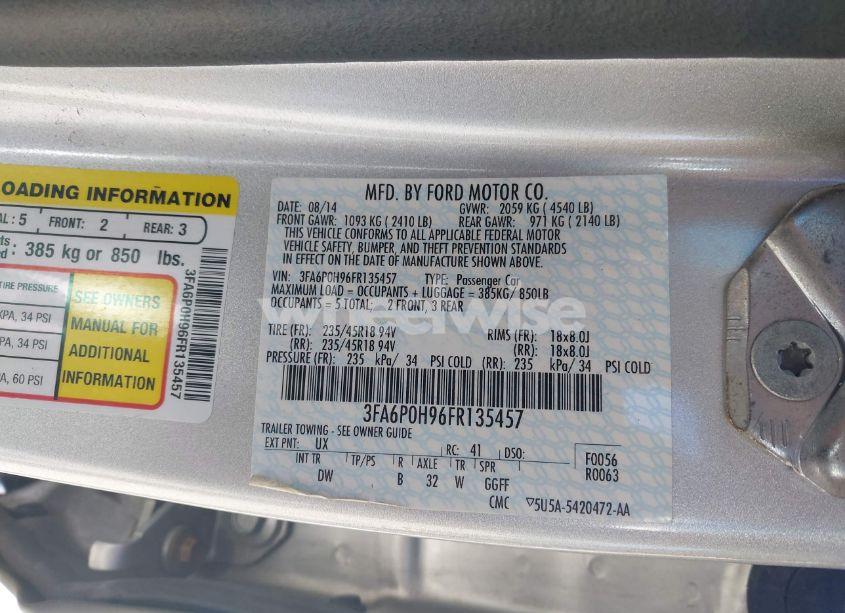 LOADING INFORMATION
AL: 5 FRONT: 2 REAR: 3
385 kg or 850 lbs.
TIRE PRESSURE
KPA, 34 PSI
KPA, 34 PSI
PA, 60 PSI
SEE OWNERS
MANUAL FOR
ADDITIONAL
INFORMATION
3FA6P0H96FR135457
MFD. BY FORD MOTOR CO.
DATE: 08/14 GVWR: 2059 KG ( 4540 LB)
FRONT GAWR: 1093 KG ( 2410 LB) REAR GAWR: 971 KG ( 2140 LB)
THIS VEHICLE CONFORMS TO ALL APPLICABLE FEDERAL MOTOR
VEHICLE SAFETY, BUMPER, AND THEFT PREVENTION STANDARDS
IN EFFECT ON THE DATE OF MANUFACTURE SHOWN ABOVE.
VIN: 3FA6P0H96FR135457 TYPE: Passenger Car
MAXIMUM LOAD = OCCUPANTS + LUGGAGE = 385KG/ 850LB
OCCUPANTS = 5 TOTAL; 2 FRONT, 3 REAR
wheelwise
TIRE (FR): 235/45R18 94V RIMS (FR): 18x8.0J
(RR): 235/45R18 94V (RR): 18x8.0J
PRESSURE (FR): 235 kPa/ 34 PSI COLD (RR): 235 kPa/ 34 PSI COLD
3FA6P0H96FR135457
TRAILER TOWING - SEE OWNER GUIDE
EXT PNT: UX RC: 41 DSO: F0056
INT TR TP/PS R AXLE TR SPR R0063
DW B 32 W GGFF
CMC ▽5U5A-5420472-AA